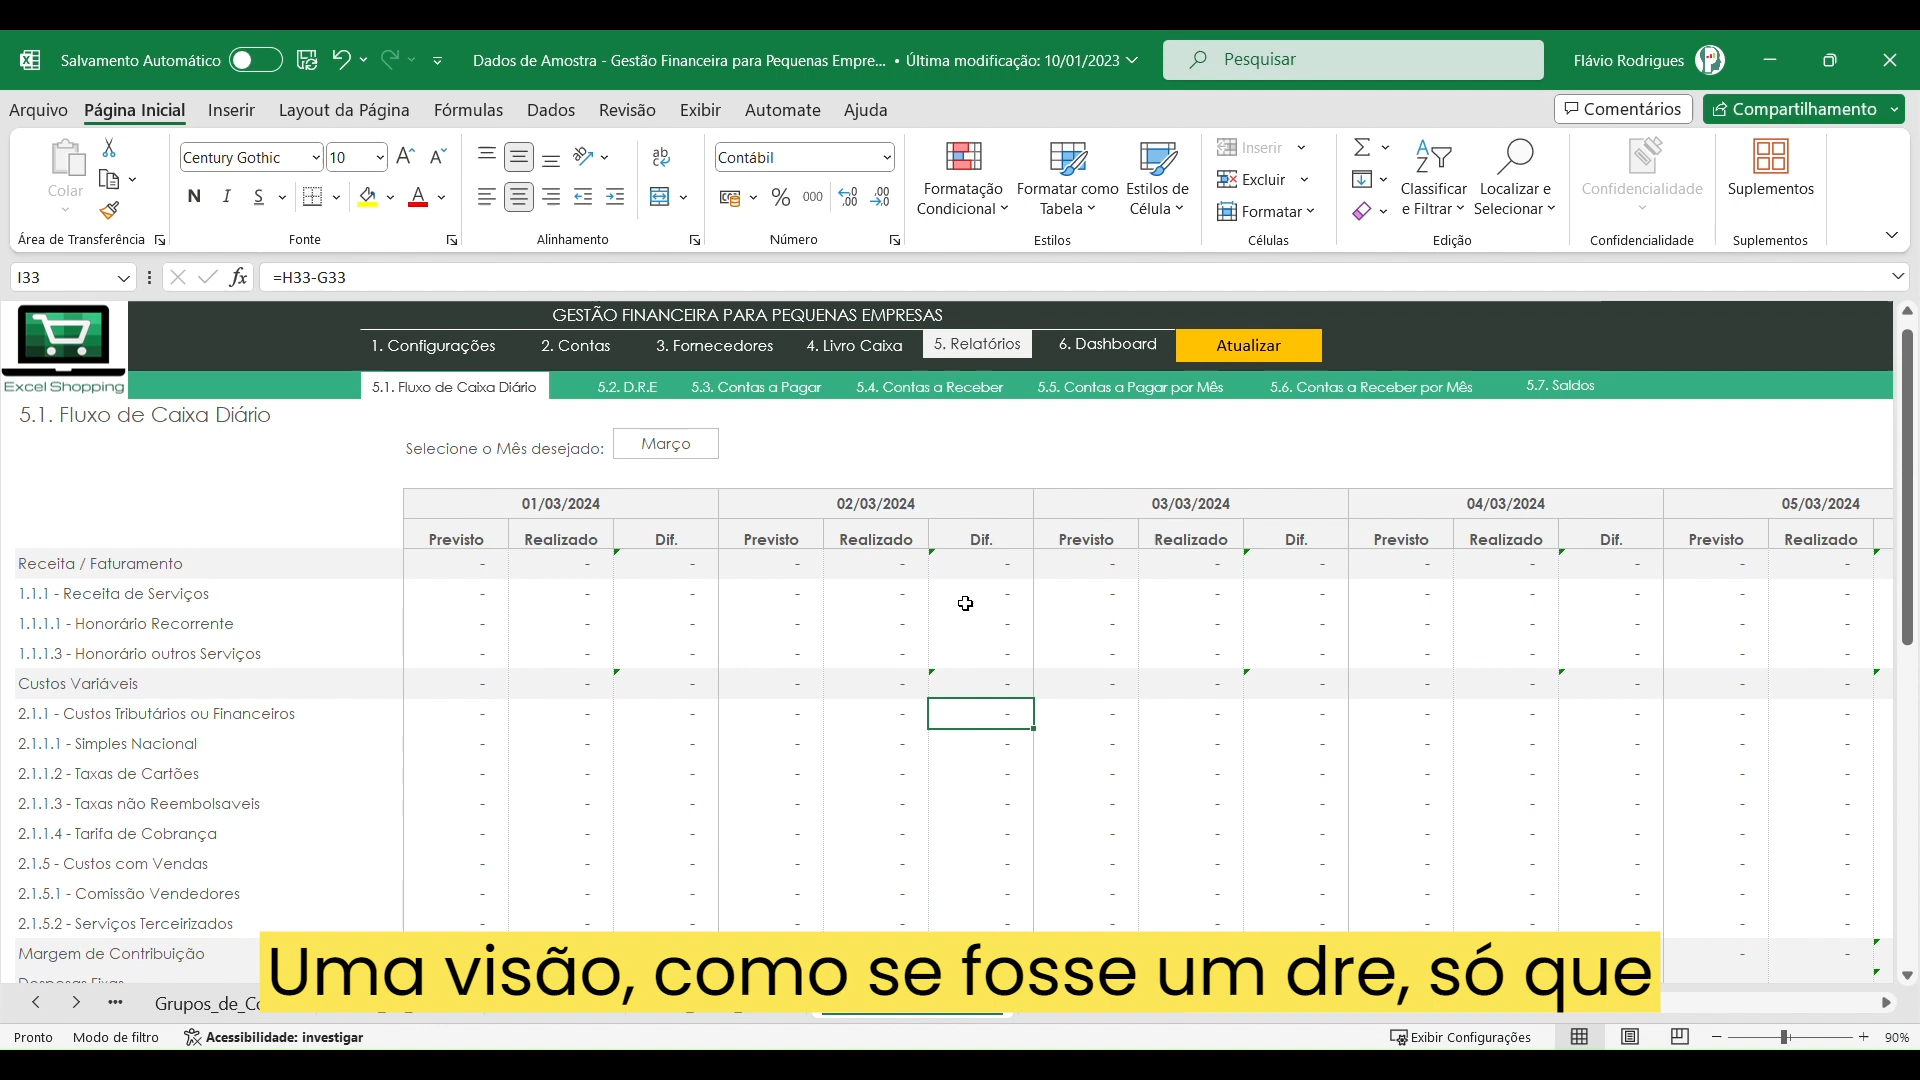 Salvamento Automático
Dados de Amostra - Gestão Financeira para Pequenas Empre... • Última modificação: 10/01/2023
Pesquisar
Flávio Rodrigues
Arquivo Página Inicial Inserir Layout da Página Fórmulas Dados Revisão Exibir Automate Ajuda
Comentários
Compartilhamento
Colar
Área de Transferência
Century Gothic 10
N I S
Fonte
ab
Alinhamento
Contábil
% 000
Número
Formatação Condicional
Formatar como Tabela
Estilos de Célula
Estilos
Inserir
Excluir
Formatar
Células
Classificar e Filtrar
Localizar e Selecionar
Edição
Confidencialidade
Confidencialidade
Suplementos
Suplementos
I33 fx =H33-G33
Excel Shopping
GESTÃO FINANCEIRA PARA PEQUENAS EMPRESAS
1. Configurações 2. Contas 3. Fornecedores 4. Livro Caixa 5. Relatórios 6. Dashboard Atualizar
5.1. Fluxo de Caixa Diário 5.2. D.R.E 5.3. Contas a Pagar 5.4. Contas a Receber 5.5. Contas a Pagar por Mês 5.6. Contas a Receber por Mês 5.7. Saldos
5.1. Fluxo de Caixa Diário
Selecione o Mês desejado: Março
01/03/2024 02/03/2024 03/03/2024 04/03/2024 05/03/2024
Previsto Realizado Dif. Previsto Realizado Dif. Previsto Realizado Dif. Previsto Realizado Dif. Previsto Realizado
Receita / Faturamento - - - - - - - - - - - - - -
1.1.1 - Receita de Serviços - - - - - - - - - - - - - -
1.1.1.1 - Honorário Recorrente - - - - - - - - - - - - - -
1.1.1.3 - Honorário outros Serviços - - - - - - - - - - - - - -
Custos Variáveis - - - - - - - - - - - - - -
2.1.1 - Custos Tributários ou Financeiros - - - - - - - - - - - - - -
2.1.1.1 - Simples Nacional - - - - - - - - - - - - - -
2.1.1.2 - Taxas de Cartões - - - - - - - - - - - - - -
2.1.1.3 - Taxas não Reembolsaveis - - - - - - - - - - - - - -
2.1.1.4 - Tarifa de Cobrança - - - - - - - - - - - - - -
2.1.5 - Custos com Vendas - - - - - - - - - - - - - -
2.1.5.1 - Comissão Vendedores - - - - - - - - - - - - - -
2.1.5.2 - Serviços Terceirizados - - - - - - - - - - - - - -
Margem de Contribuição - -
Despesas Fixas
Uma visão, como se fosse um dre, só que
Grupos_de_Co
Pronto Modo de filtro Acessibilidade: investigar Exibir Configurações 90%